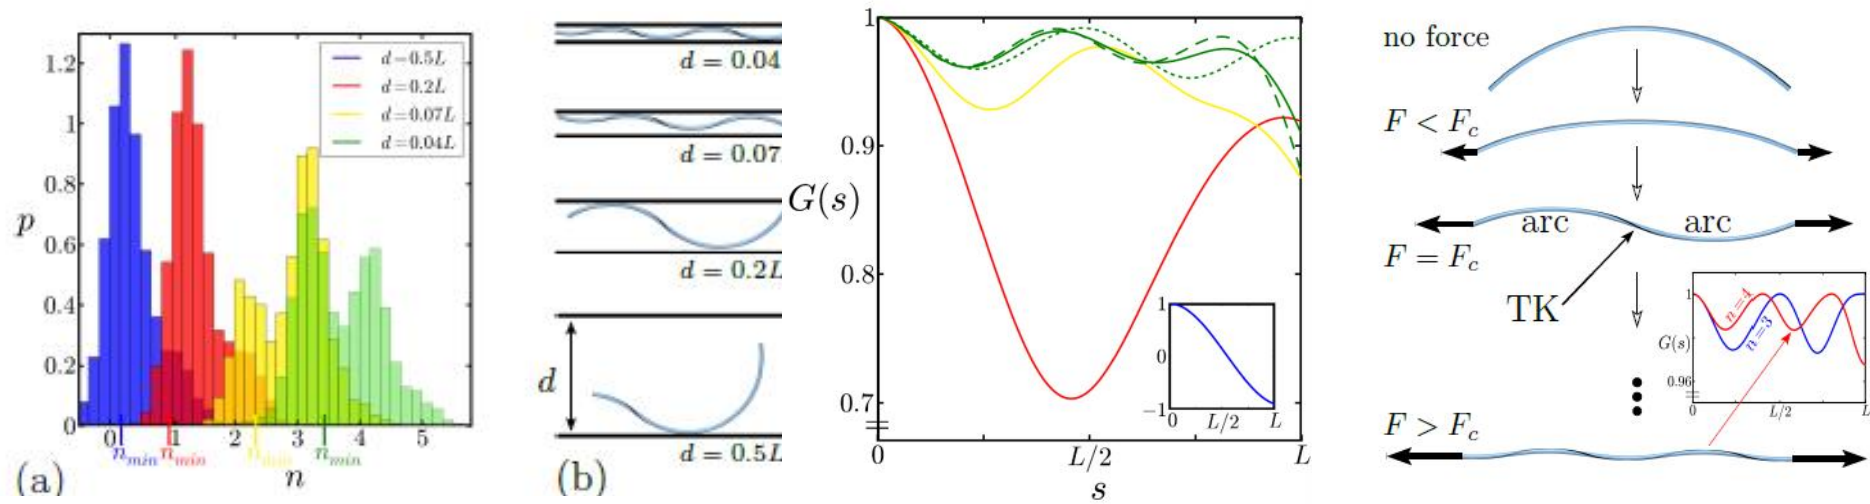 1.2
1
0.8
0.6
0.4
0.2
0
p
d=0.5L
d=0.2L
d=0.07L
d=0.04L
0 1 2 3 4 5
n_min n_min n_min n_min
n
(a)
d = 0.04
d = 0.07
d = 0.2L
d
d = 0.5L
(b)
1
0.9
G(s)
0.8
0.7
0 L/2 L
s
1
0
−1
0 L/2 L
no force
F < F_c
arc arc
F = F_c
TK
1
n=4
n=3
G(s)
0.96
0 L/2 L
F > F_c